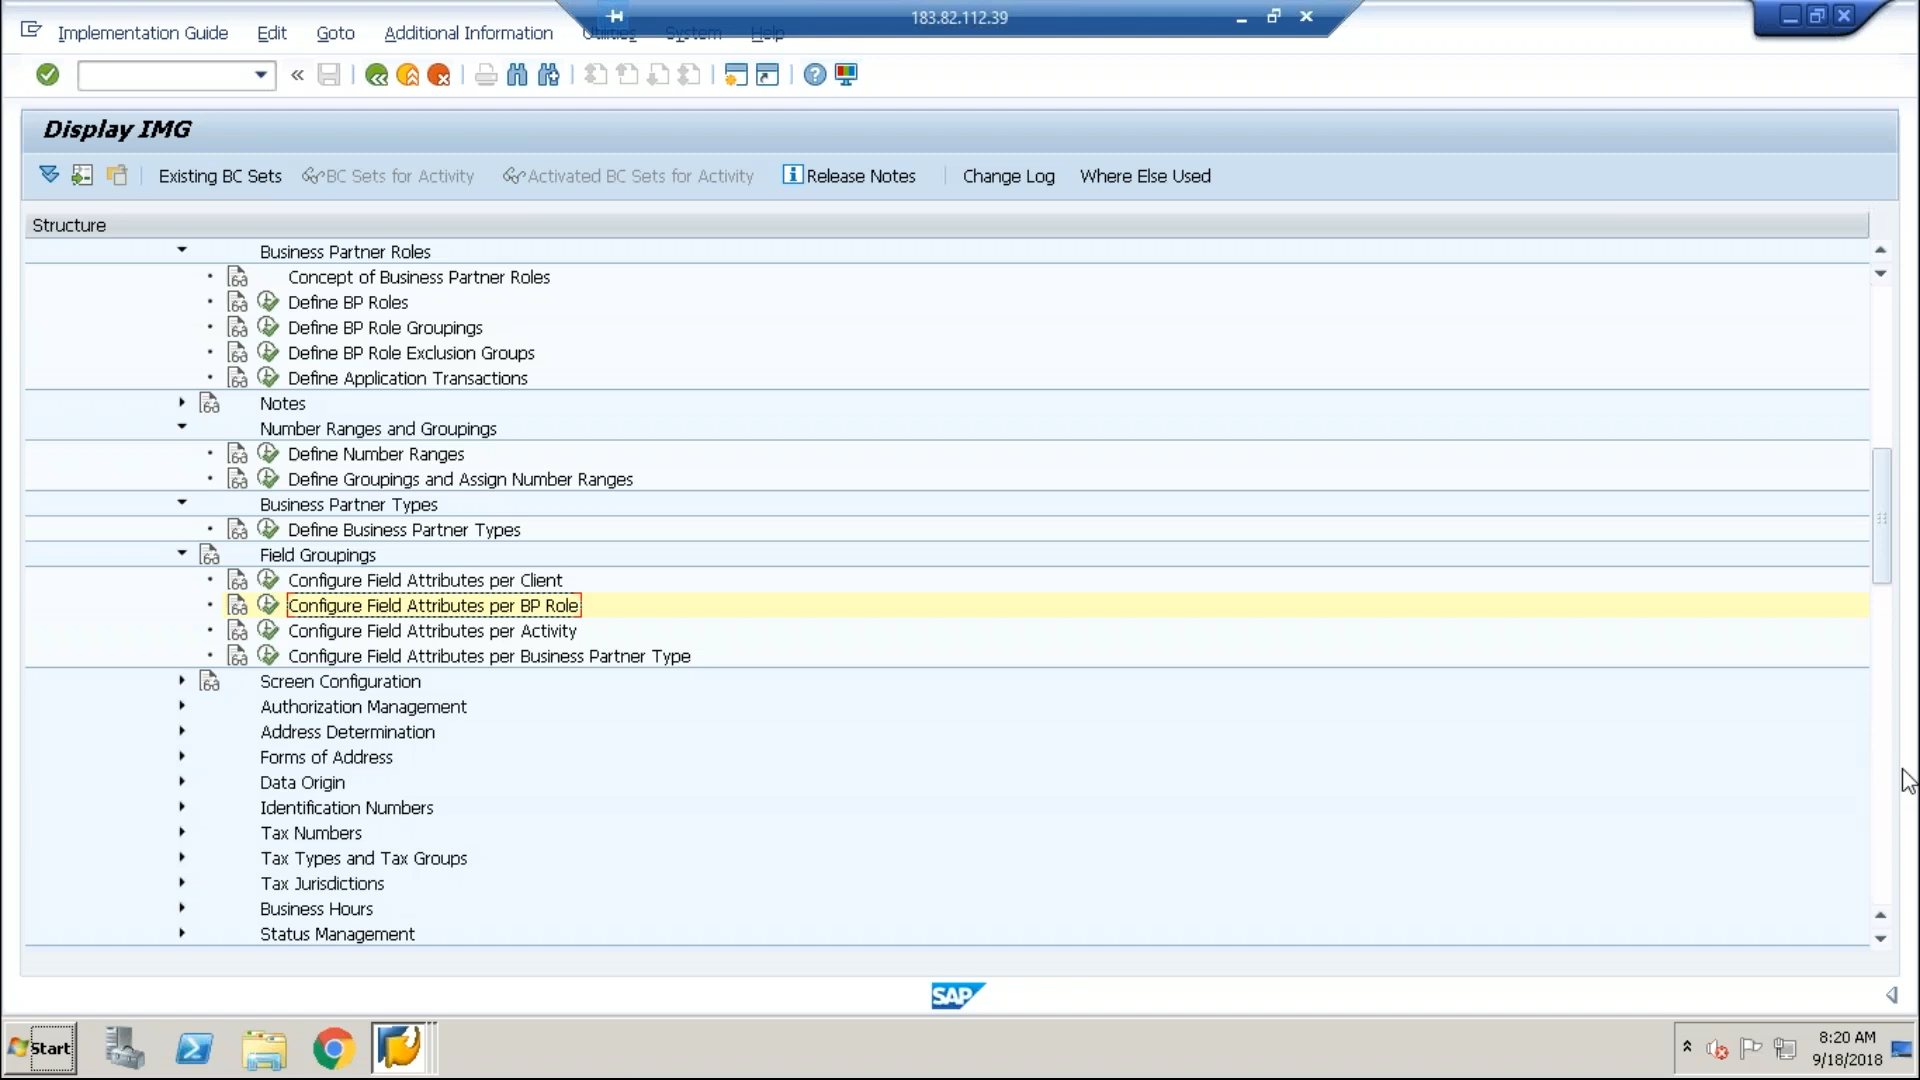 183.82.112.39
Implementation Guide Edit Goto Additional Information Utilities System Help
Display IMG
Existing BC Sets BC Sets for Activity Activated BC Sets for Activity Release Notes Change Log Where Else Used
Structure
Business Partner Roles
Concept of Business Partner Roles
Define BP Roles
Define BP Role Groupings
Define BP Role Exclusion Groups
Define Application Transactions
Notes
Number Ranges and Groupings
Define Number Ranges
Define Groupings and Assign Number Ranges
Business Partner Types
Define Business Partner Types
Field Groupings
Configure Field Attributes per Client
Configure Field Attributes per BP Role
Configure Field Attributes per Activity
Configure Field Attributes per Business Partner Type
Screen Configuration
Authorization Management
Address Determination
Forms of Address
Data Origin
Identification Numbers
Tax Numbers
Tax Types and Tax Groups
Tax Jurisdictions
Business Hours
Status Management
SAP
Start
8:20 AM
9/18/2018